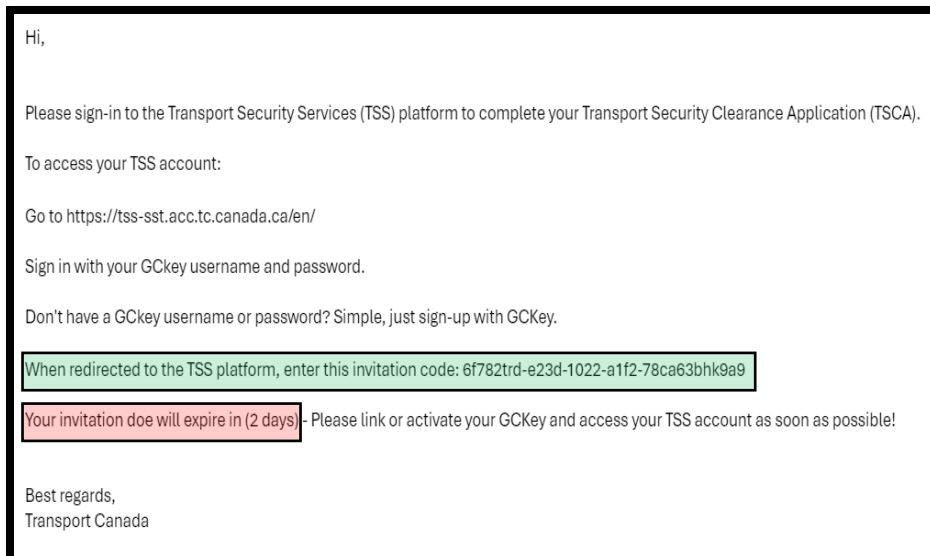 Hi,
Please sign-in to the Transport Security Services (TSS) platform to complete your Transport Security Clearance Application (TSCA).
To access your TSS account:
Go to https://tss-sst.acc.tc.canada.ca/en/
Sign in with your GCkey username and password.
Don't have a GCkey username or password? Simple, just sign-up with GCKey.
When redirected to the TSS platform, enter this invitation code: 6f782trd-e23d-1022-a1f2-78ca63bhk9a9
Your invitation doe will expire in (2 days) - Please link or activate your GCKey and access your TSS account as soon as possible!
Best regards,
Transport Canada